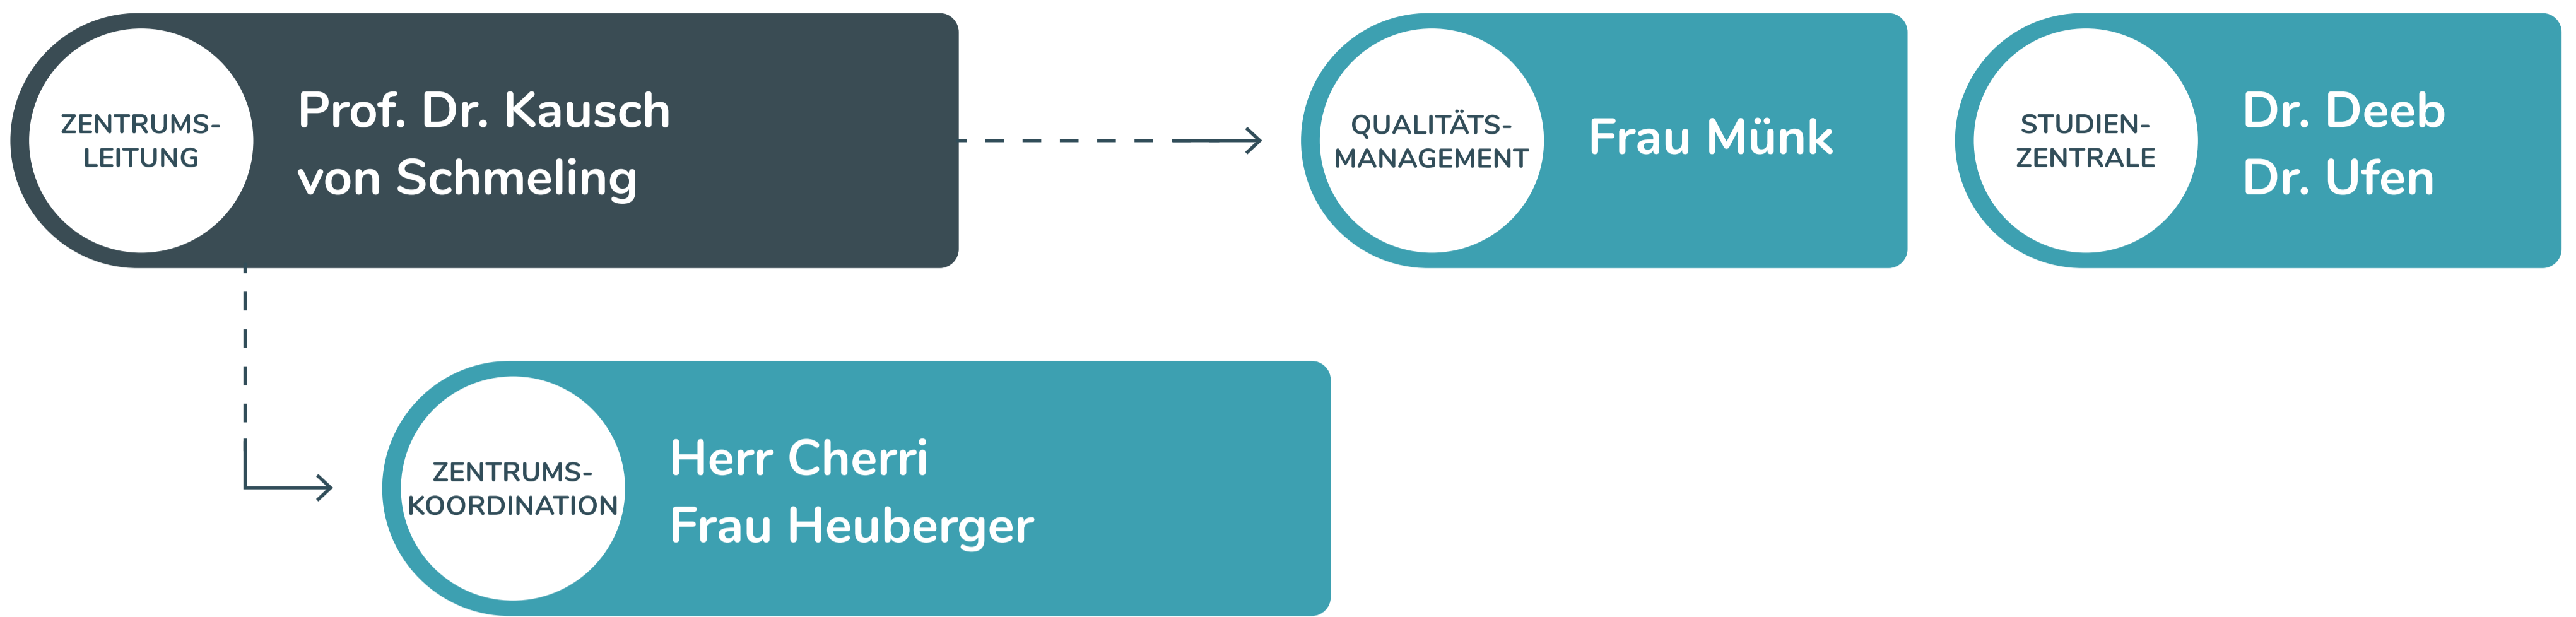 ZENTRUMS-
LEITUNG
Prof. Dr. Kausch
von Schmeling
QUALITÄTS-
MANAGEMENT
Frau Münk
STUDIEN-
ZENTRALE
Dr. Deeb
Dr. Ufen
ZENTRUMS-
KOORDINATION
Herr Cherri
Frau Heuberger